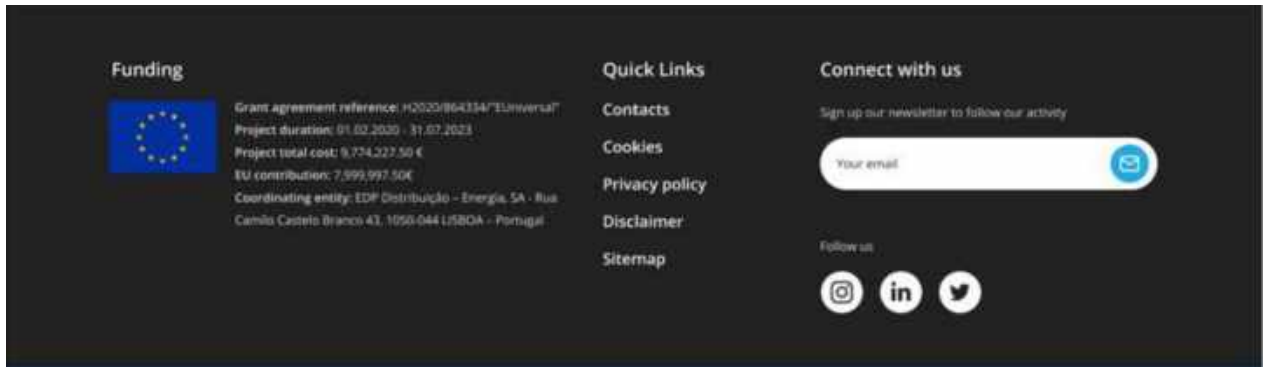 Funding
Grant agreement reference: H2020/864334/"EUniversal"
Project duration: 01.02.2020 - 31.07.2023
Project total cost: 9,774,227.50 €
EU contribution: 7,999,997.50€
Coordinating entity: EDP Distribuição – Energia, SA - Rua
Camilo Castelo Branco 43, 1050-044 LISBOA – Portugal
Quick Links
Contacts
Cookies
Privacy policy
Disclaimer
Sitemap
Connect with us
Sign up our newsletter to follow our activity
Your email
Follow us
in